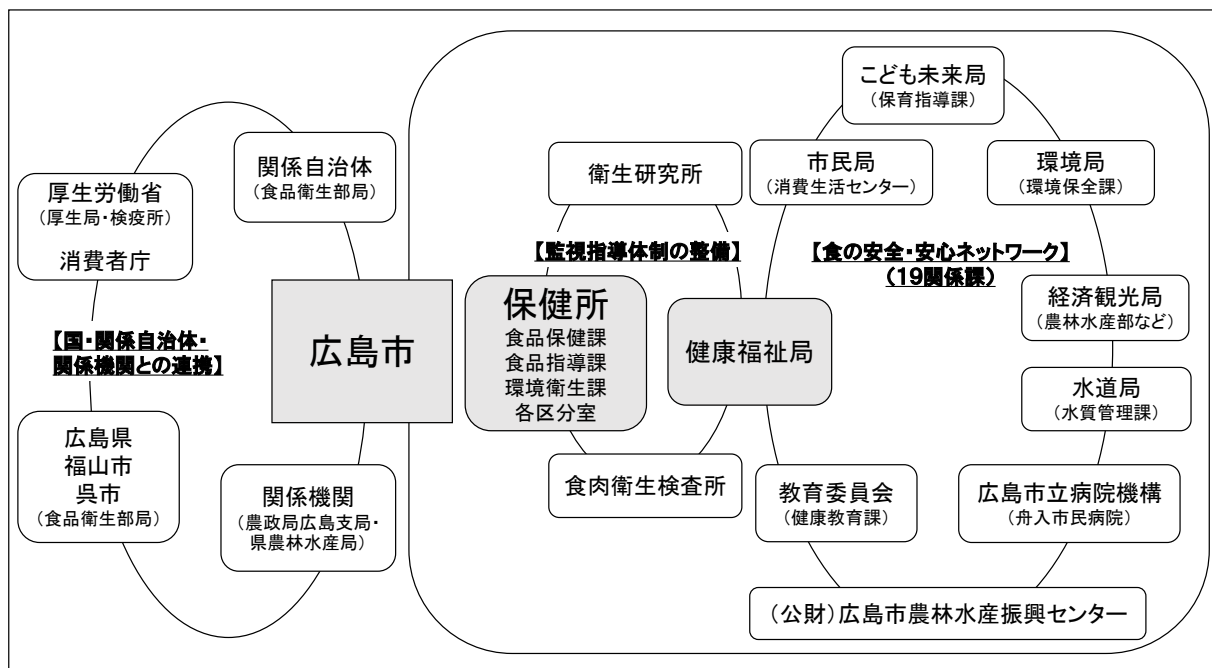 厚生労働省
（厚生局・検疫所）
消費者庁
関係自治体
（食品衛生部局）
【国・関係自治体・
関係機関との連携】
広島市
広島県
福山市
呉市
（食品衛生部局）
関係機関
（農政局広島支局・
県農林水産局）
衛生研究所
【監視指導体制の整備】
保健所
食品保健課
食品指導課
環境衛生課
各区分室
健康福祉局
食肉衛生検査所
こども未来局
（保育指導課）
市民局
（消費生活センター）
環境局
（環境保全課）
【食の安全・安心ネットワーク】
（１９関係課）
経済観光局
（農林水産部など）
水道局
（水質管理課）
教育委員会
（健康教育課）
広島市立病院機構
（舟入市民病院）
（公財）広島市農林水産振興センター